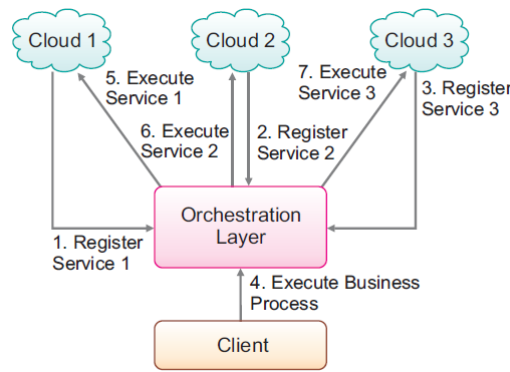 Cloud 1
Cloud 2
Cloud 3
5. Execute
Service 1
7. Execute
Service 3
3. Register
Service 3
6. Execute
Service 2
2. Register
Service 2
Orchestration
Layer
1. Register
Service 1
4. Execute Business
Process
Client